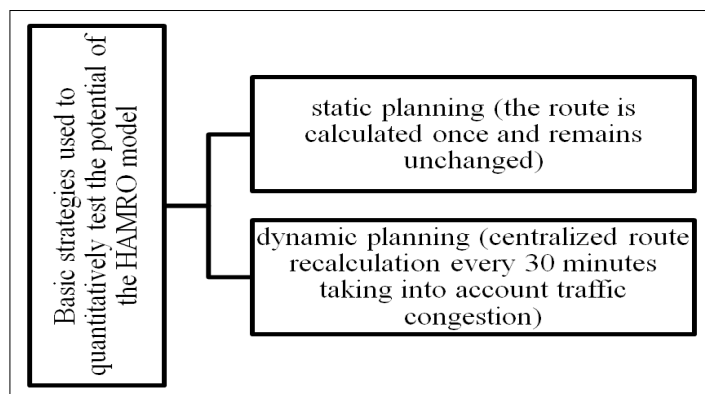 Basic strategies used to
quantitatively test the potential of
the HAMRO model
static planning (the route is
calculated once and remains
unchanged)
dynamic planning (centralized route
recalculation every 30 minutes
taking into account traffic
congestion)